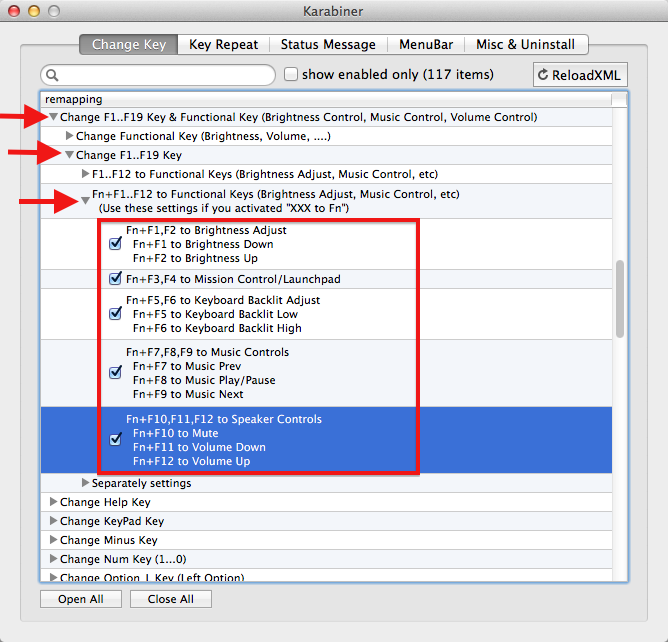 Karabiner
Change Key Key Repeat Status Message MenuBar Misc & Uninstall
show enabled only (117 items) ReloadXML
remapping
Change F1..F19 Key & Functional Key (Brightness Control, Music Control, Volume Control)
Change Functional Key (Brightness, Volume, ....)
Change F1..F19 Key
F1..F12 to Functional Keys (Brightness Adjust, Music Control, etc)
Fn+F1..F12 to Functional Keys (Brightness Adjust, Music Control, etc)
(Use these settings if you activated "XXX to Fn")
Fn+F1,F2 to Brightness Adjust
Fn+F1 to Brightness Down
Fn+F2 to Brightness Up
Fn+F3,F4 to Mission Control/Launchpad
Fn+F5,F6 to Keyboard Backlit Adjust
Fn+F5 to Keyboard Backlit Low
Fn+F6 to Keyboard Backlit High
Fn+F7,F8,F9 to Music Controls
Fn+F7 to Music Prev
Fn+F8 to Music Play/Pause
Fn+F9 to Music Next
Fn+F10,F11,F12 to Speaker Controls
Fn+F10 to Mute
Fn+F11 to Volume Down
Fn+F12 to Volume Up
Separately settings
Change Help Key
Change KeyPad Key
Change Minus Key
Change Num Key (1...0)
Change Option_L Key (Left Option)
Open All Close All